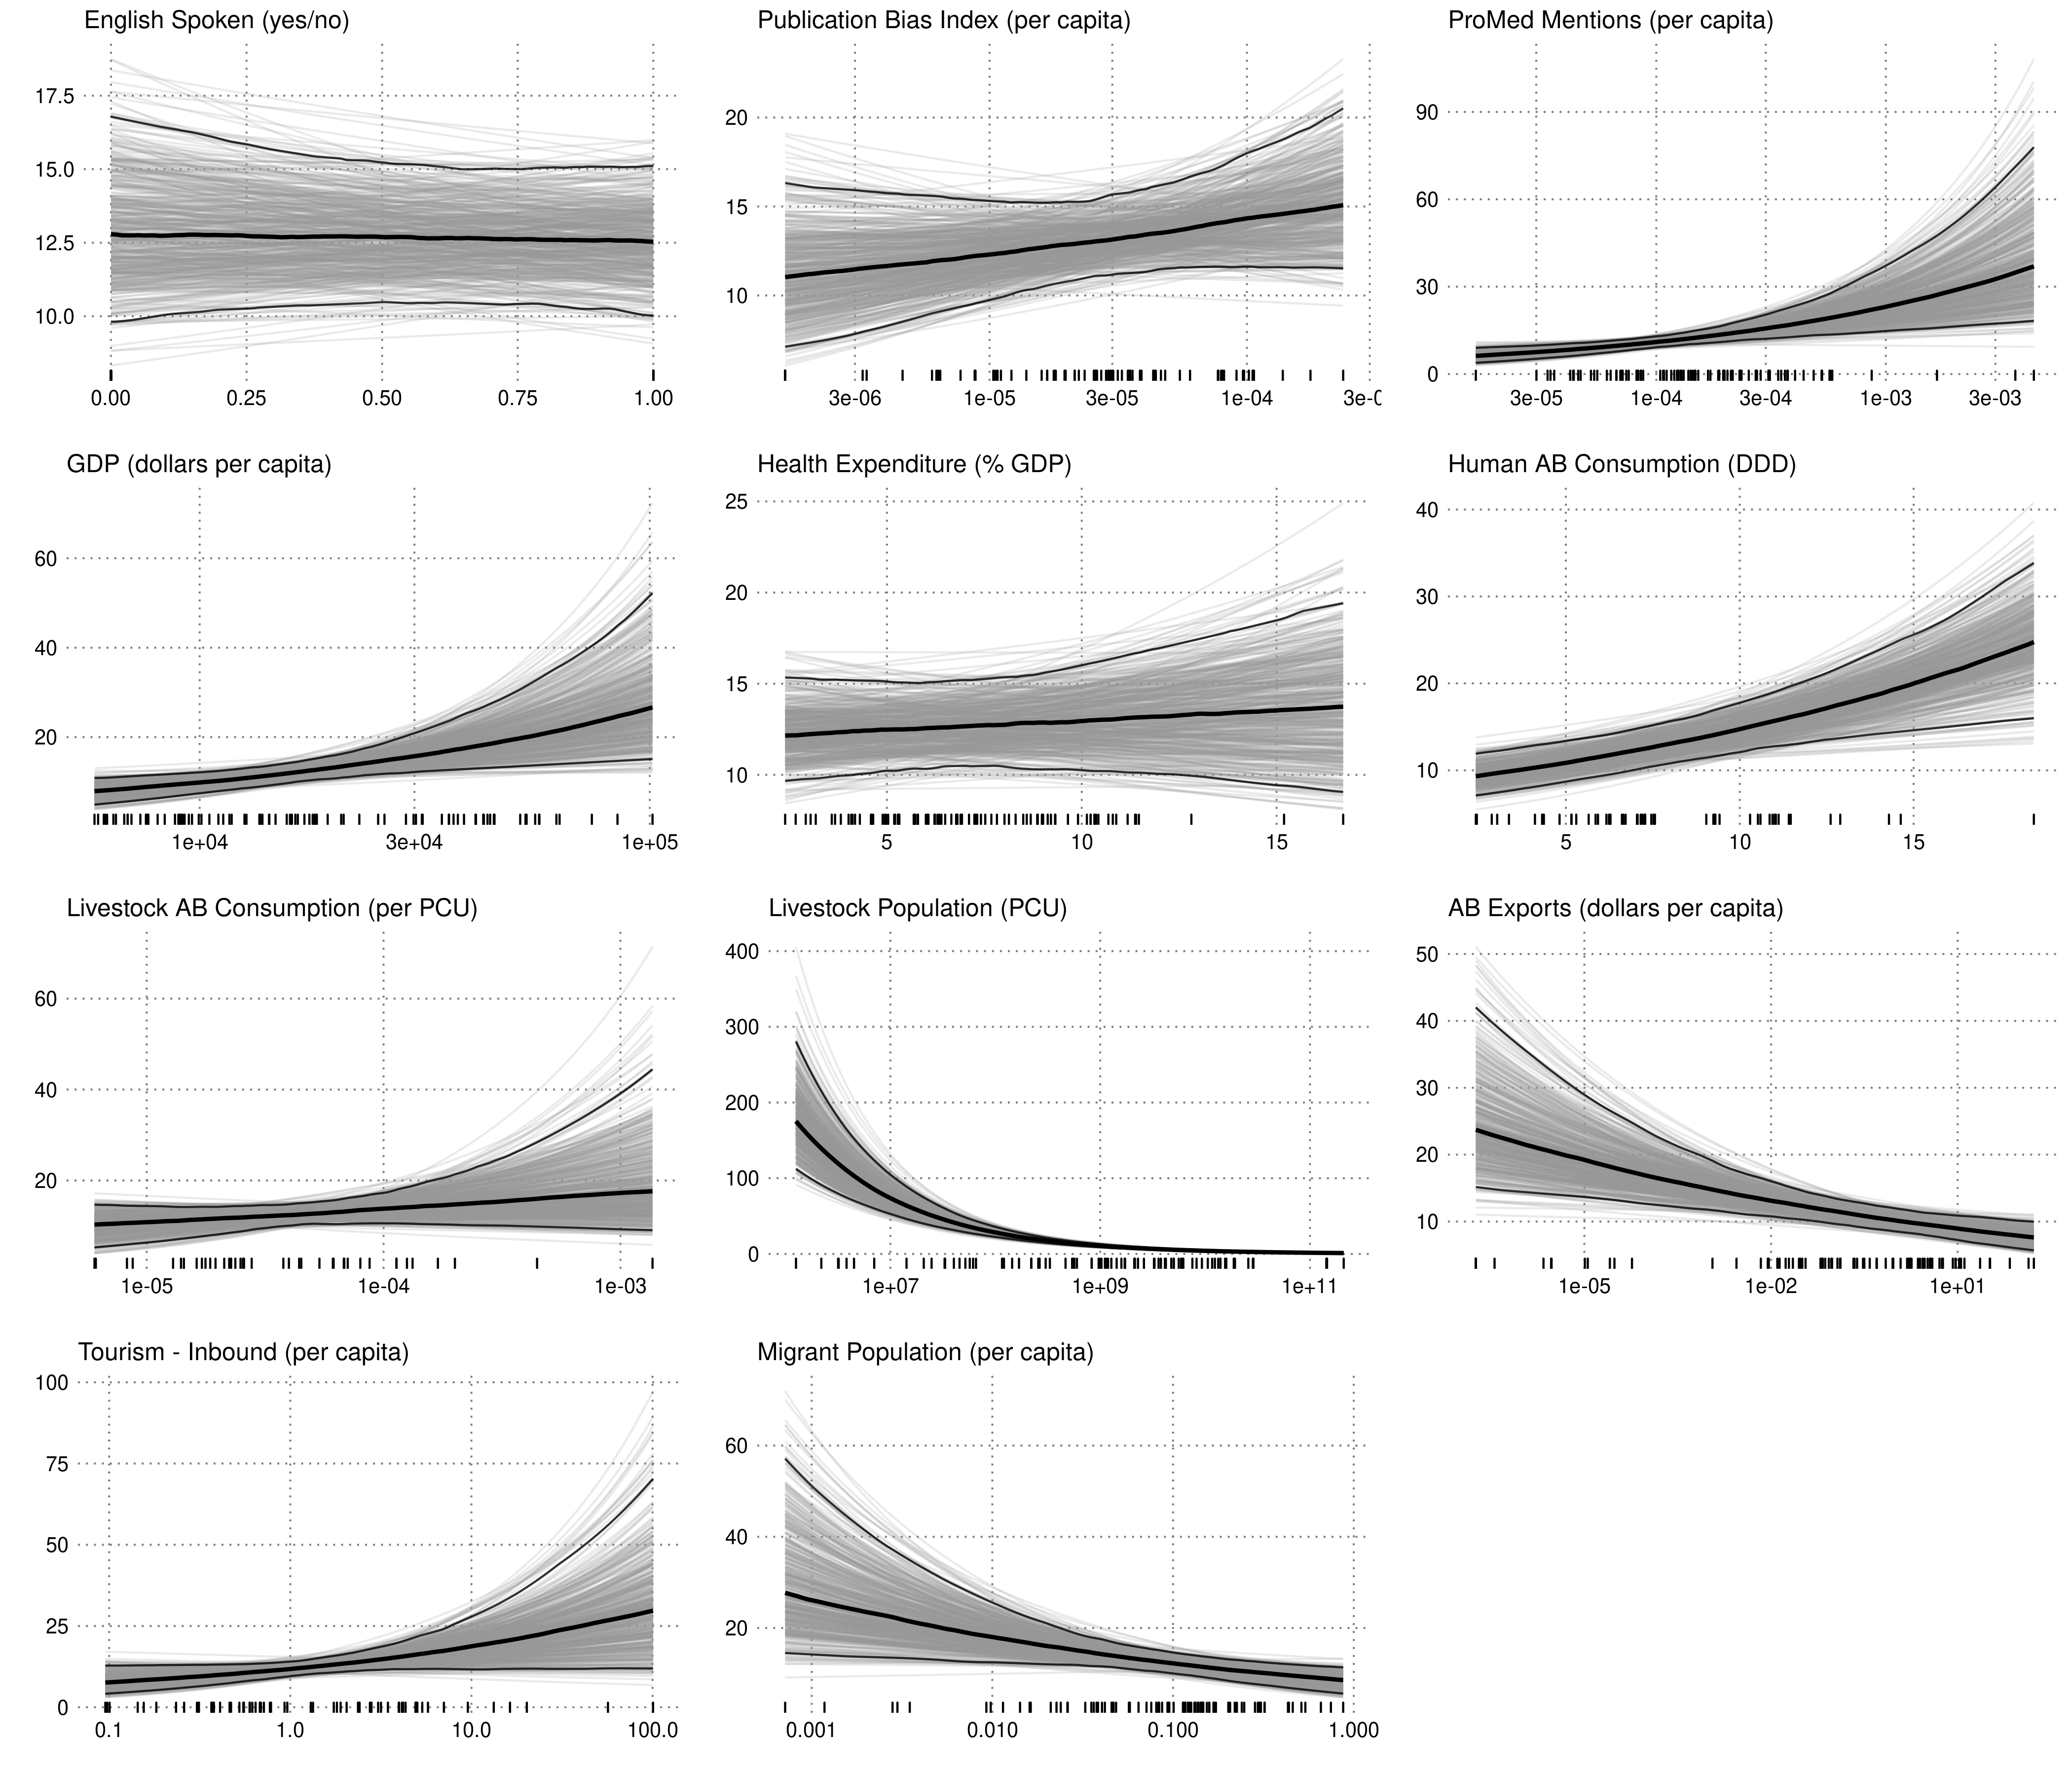 English Spoken (yes/no)
17.5
15.0
12.5
10.0
0.00 0.25 0.50 0.75 1.00
Publication Bias Index (per capita)
20
15
10
3e-06 1e-05 3e-05 1e-04 3e-0
ProMed Mentions (per capita)
90
60
30
0
3e-05 1e-04 3e-04 1e-03 3e-03
GDP (dollars per capita)
60
40
20
1e+04 3e+04 1e+05
Health Expenditure (% GDP)
25
20
15
10
5 10 15
Human AB Consumption (DDD)
40
30
20
10
5 10 15
Livestock AB Consumption (per PCU)
60
40
20
1e-05 1e-04 1e-03
Livestock Population (PCU)
400
300
200
100
0
1e+07 1e+09 1e+11
AB Exports (dollars per capita)
50
40
30
20
10
1e-05 1e-02 1e+01
Tourism - Inbound (per capita)
100
75
50
25
0
0.1 1.0 10.0 100.0
Migrant Population (per capita)
60
40
20
0.001 0.010 0.100 1.000